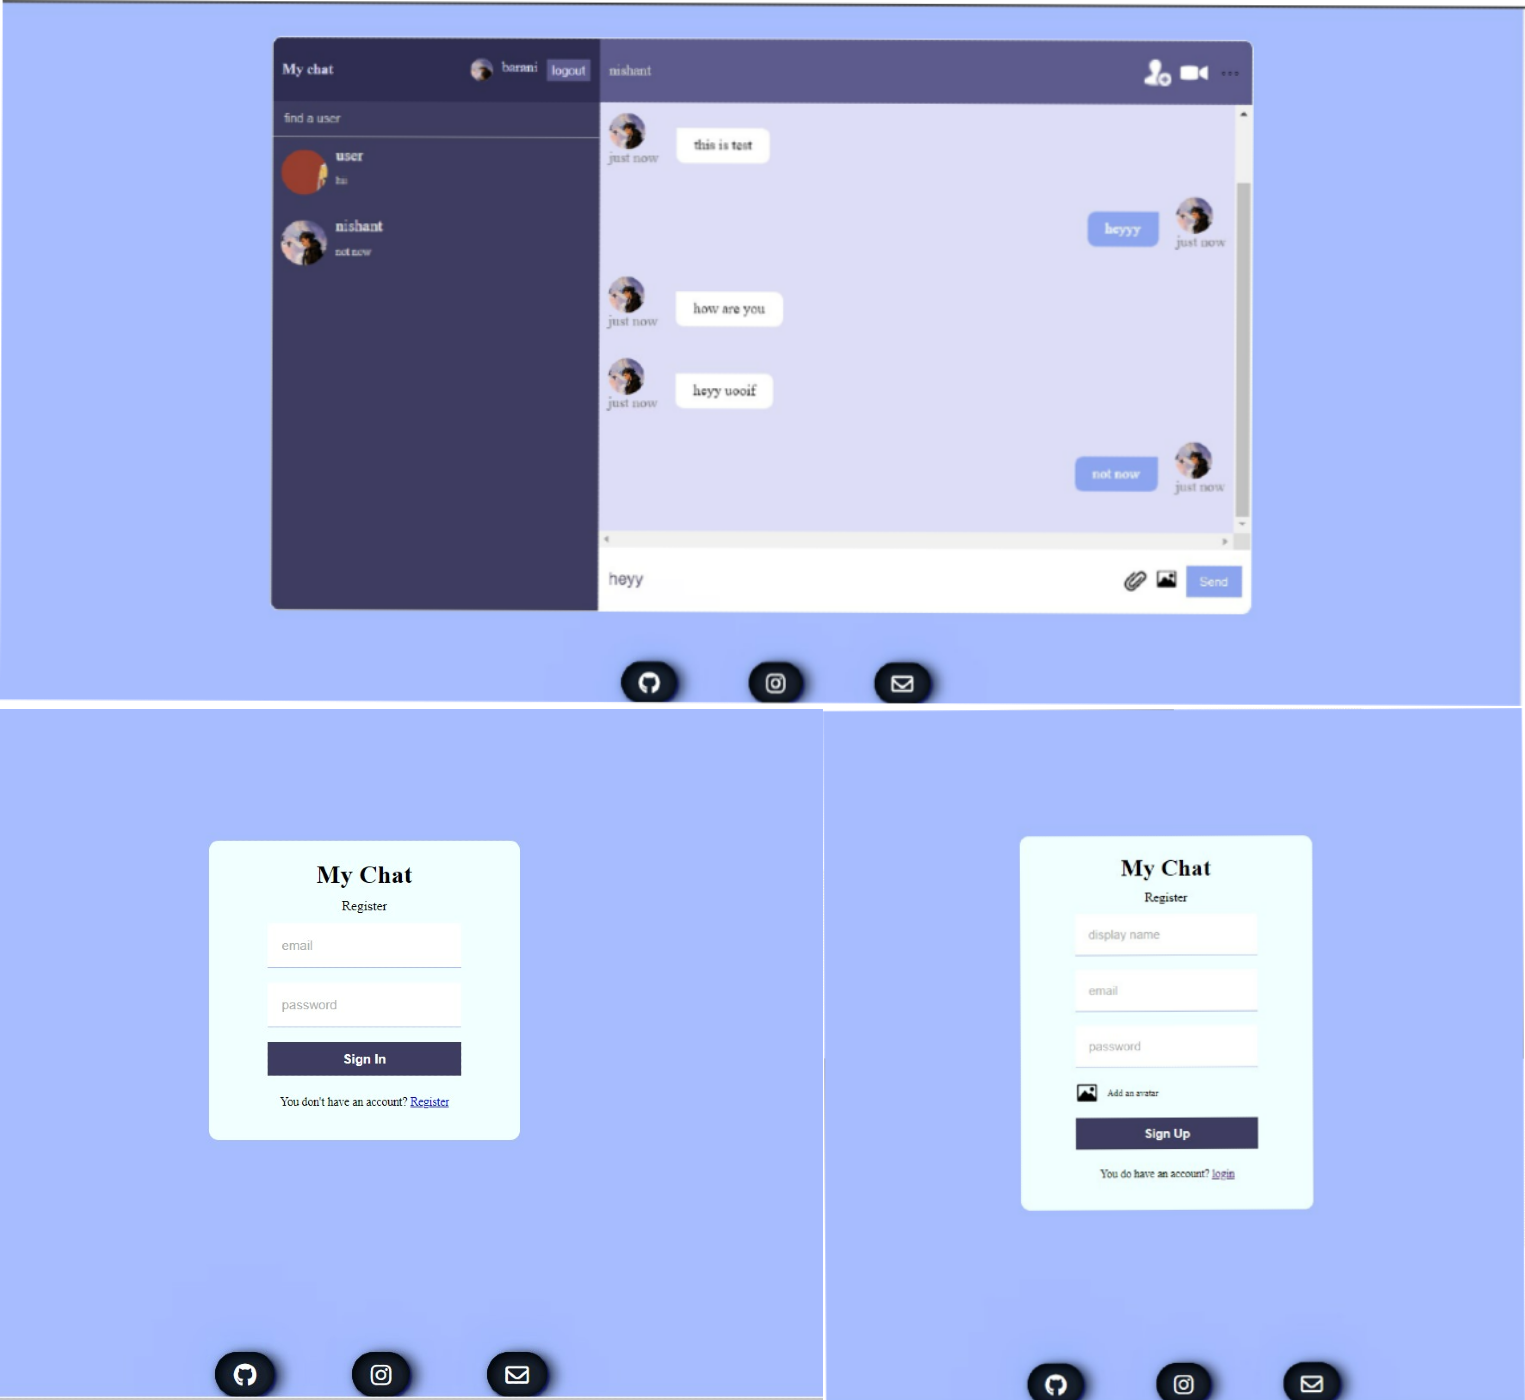 My chat
barani
logout
nishant
find a user
user
hii
nishant
not now
this is test
just now
heyyy
just now
how are you
just now
heyy uooif
just now
not now
just now
heyy
Send
My Chat
Register
email
password
Sign In
You don't have an account? Register
My Chat
Register
display name
email
password
Add an avatar
Sign Up
You do have an account? login